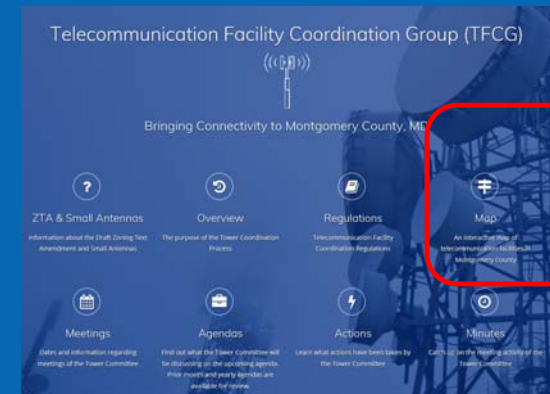 Telecommunication Facility Coordination Group (TFCG)
Bringing Connectivity to Montgomery County, MD
?
ZTA & Small Antennas
Information about the Draft Zoning Text
Amendment and Small Antennas
Overview
The purpose of the Tower Coordination
Process
Regulations
Telecommunication Facility
Coordination Regulations
Map
An interactive map of
telecommunication facilities in
Montgomery County
Meetings
Dates and information regarding
meetings of the Tower Committee
Agendas
Find out what the Tower Committee will
be discussing on the upcoming agenda.
Prior month and yearly agendas are
available for review.
Actions
Learn what actions have been taken by
the Tower Committee
Minutes
Catch up on the meeting activity of the
Tower Committee